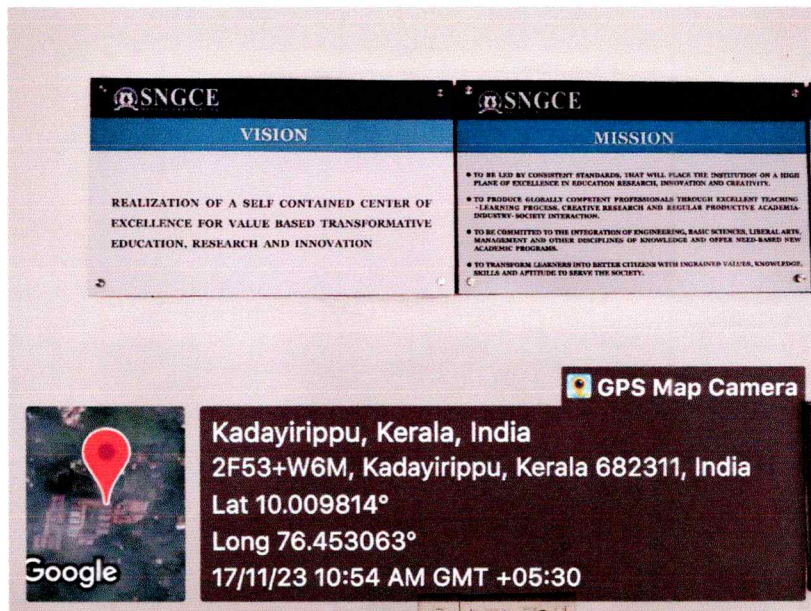 SNGCE
VISION
REALIZATION OF A SELF CONTAINED CENTER OF
EXCELLENCE FOR VALUE BASED TRANSFORMATIVE
EDUCATION, RESEARCH AND INNOVATION
SNGCE
MISSION
• TO BE LED BY CONSISTENT STANDARDS, THAT WILL PLACE THE INSTITUTION ON A HIGH
PLANE OF EXCELLENCE IN EDUCATION RESEARCH, INNOVATION AND CREATIVITY.
• TO PRODUCE GLOBALLY COMPETENT PROFESSIONALS THROUGH EXCELLENT TEACHING
-LEARNING PROCESS, CREATIVE RESEARCH AND REGULAR PRODUCTIVE ACADEMIA-
INDUSTRY- SOCIETY INTERACTION.
• TO BE COMMITTED TO THE INTEGRATION OF ENGINEERING, BASIC SCIENCES, LIBERAL ARTS,
MANAGEMENT AND OTHER DISCIPLINES OF KNOWLEDGE AND OFFER NEED-BASED NEW
ACADEMIC PROGRAMS.
• TO TRANSFORM LEARNERS INTO BETTER CITIZENS WITH INGRAINED VALUES, KNOWLEDGE,
SKILLS AND APTITUDE TO SERVE THE SOCIETY.
GPS Map Camera
Kadayirippu, Kerala, India
2F53+W6M, Kadayirippu, Kerala 682311, India
Lat 10.009814°
Long 76.453063°
17/11/23 10:54 AM GMT +05:30
Google